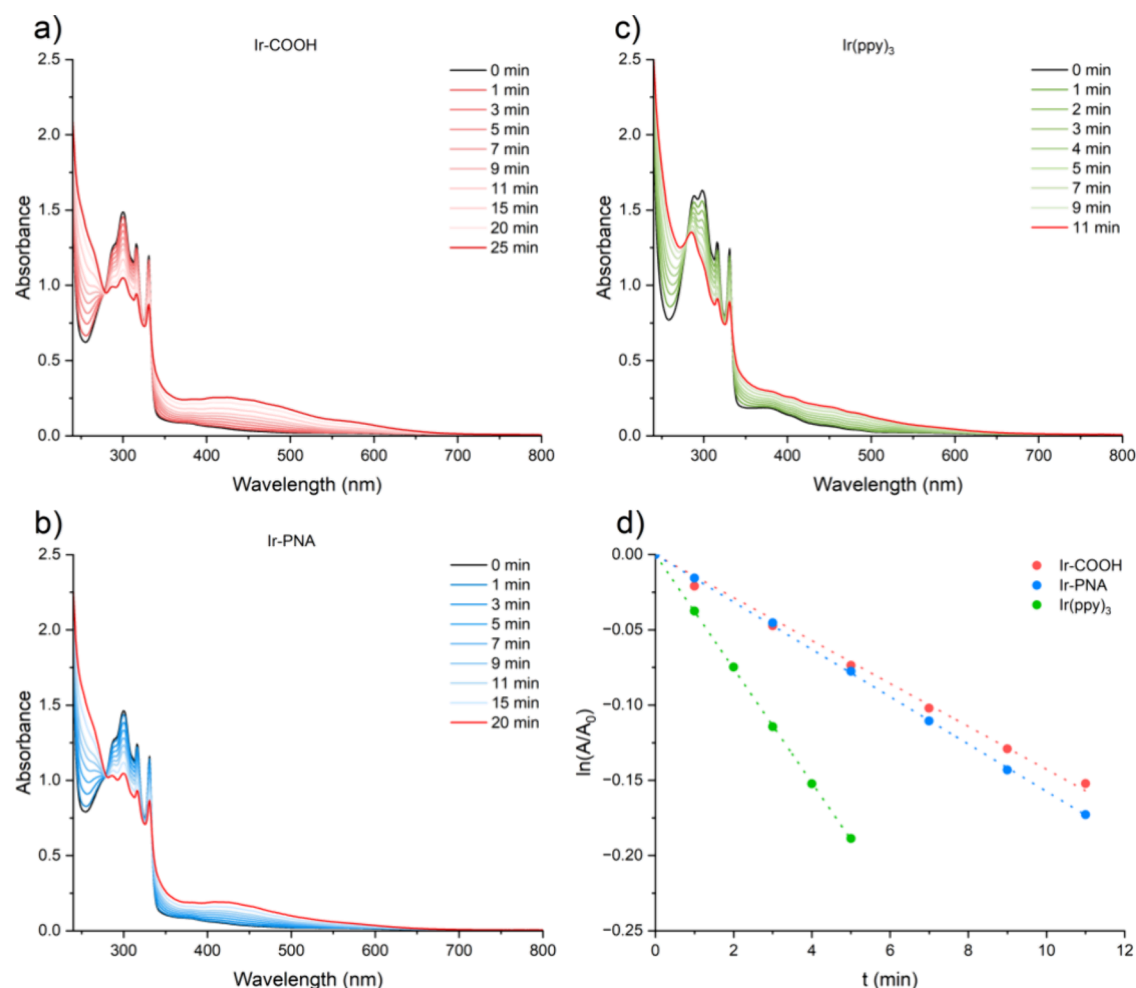 a)
Ir-COOH
2.5
2.0
1.5
1.0
0.5
0.0
Absorbance
300
400
500
600
700
800
Wavelength (nm)
0 min
1 min
3 min
5 min
7 min
9 min
11 min
15 min
20 min
25 min
c)
Ir(ppy)₃
2.5
2.0
1.5
1.0
0.5
0.0
Absorbance
300
400
500
600
700
800
Wavelength (nm)
0 min
1 min
2 min
3 min
4 min
5 min
7 min
9 min
11 min
b)
Ir-PNA
2.5
2.0
1.5
1.0
0.5
0.0
Absorbance
300
400
500
600
700
800
Wavelength (nm)
0 min
1 min
3 min
5 min
7 min
9 min
11 min
15 min
20 min
d)
0.00
−0.05
−0.10
−0.15
−0.20
−0.25
ln(A/A₀)
0
2
4
6
8
10
12
t (min)
Ir-COOH
Ir-PNA
Ir(ppy)₃